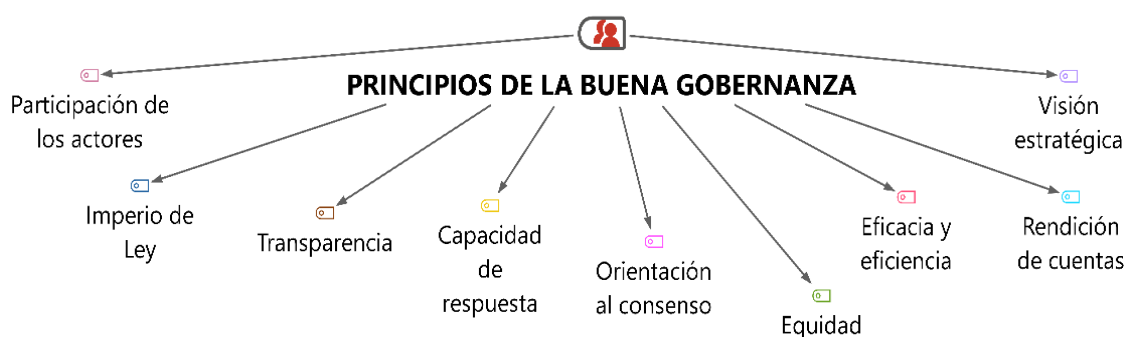 PRINCIPIOS DE LA BUENA GOBERNANZA
Participación de
los actores
Imperio de
Ley
Transparencia
Capacidad
de
respuesta
Orientación
al consenso
Equidad
Eficacia y
eficiencia
Rendición
de cuentas
Visión
estratégica